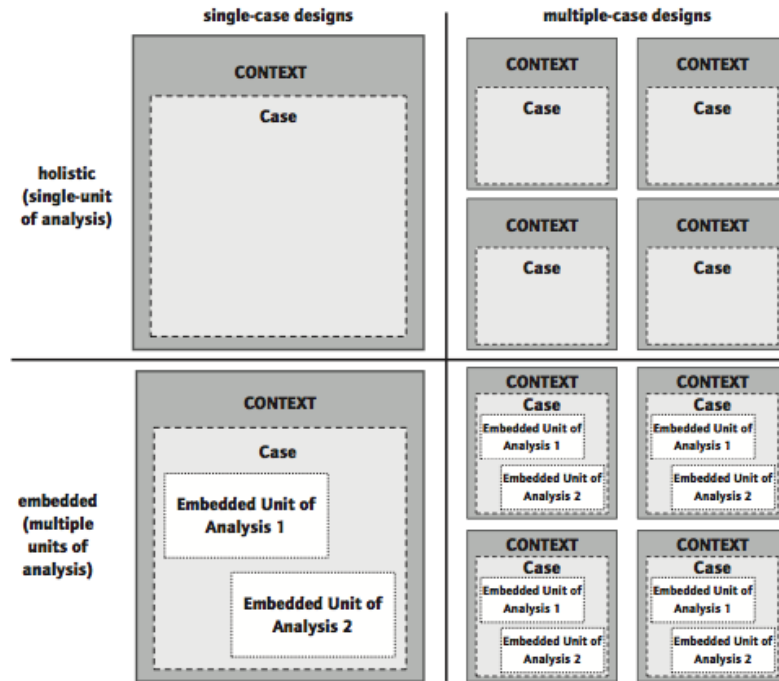 single-case designs
multiple-case designs
holistic
(single-unit
of analysis)
CONTEXT
Case
CONTEXT
Case
CONTEXT
Case
CONTEXT
Case
CONTEXT
Case
embedded
(multiple
units of
analysis)
CONTEXT
Case
Embedded Unit of
Analysis 1
Embedded Unit of
Analysis 2
CONTEXT
Case
Embedded Unit of
Analysis 1
Embedded Unit of
Analysis 2
CONTEXT
Case
Embedded Unit of
Analysis 1
Embedded Unit of
Analysis 2
CONTEXT
Case
Embedded Unit of
Analysis 1
Embedded Unit of
Analysis 2
CONTEXT
Case
Embedded Unit of
Analysis 1
Embedded Unit of
Analysis 2